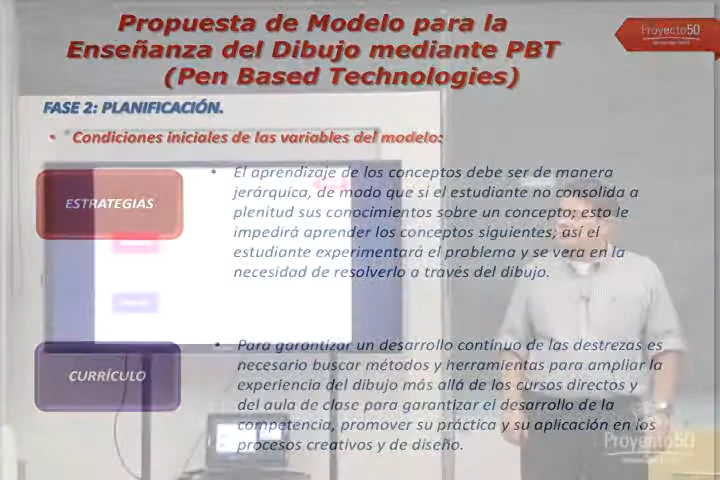 Propuesta de Modelo para la
Enseñanza del Dibujo mediante PBT
(Pen Based Technologies)
Proyecto50
FASE 2: PLANIFICACIÓN.
• Condiciones iniciales de las variables del modelo:
ESTRATEGIAS
• El aprendizaje de los conceptos debe ser de manera
jerárquica, de modo que si el estudiante no consolida a
plenitud sus conocimientos sobre un concepto; esto le
impedirá aprender los conceptos siguientes; así el
estudiante experimentará el problema y se vera en la
necesidad de resolverlo a través del dibujo.
CURRÍCULO
• Para garantizar un desarrollo continuo de las destrezas es
necesario buscar métodos y herramientas para ampliar la
experiencia del dibujo más allá de los cursos directos y
del aula de clase para garantizar el desarrollo de la
competencia, promover su práctica y su aplicación en los
procesos creativos y de diseño.
Proyecto50